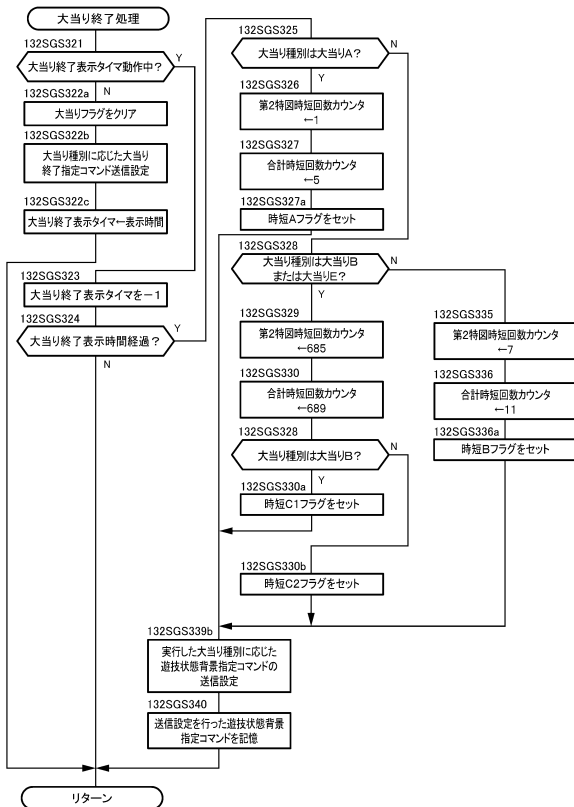 大当り終了処理
132SGS321
大当り終了表示タイマ動作中？
Y
N
132SGS322a
大当りフラグをクリア
132SGS322b
大当り種別に応じた大当り
終了指定コマンド送信設定
132SGS322c
大当り終了表示タイマ←表示時間
132SGS323
大当り終了表示タイマを－1
132SGS324
大当り終了表示時間経過？
Y
N
132SGS325
大当り種別は大当りA？
N
Y
132SGS326
第2特図時短回数カウンタ
←1
132SGS327
合計時短回数カウンタ
←5
132SGS327a
時短Aフラグをセット
132SGS328
大当り種別は大当りB
または大当りE？
N
Y
132SGS329
第2特図時短回数カウンタ
←685
132SGS330
合計時短回数カウンタ
←689
132SGS328
大当り種別は大当りB？
N
Y
132SGS330a
時短C1フラグをセット
132SGS330b
時短C2フラグをセット
132SGS335
第2特図時短回数カウンタ
←7
132SGS336
合計時短回数カウンタ
←11
132SGS336a
時短Bフラグをセット
132SGS339b
実行した大当り種別に応じた
遊技状態背景指定コマンドの
送信設定
132SGS340
送信設定を行った遊技状態背景
指定コマンドを記憶
リターン